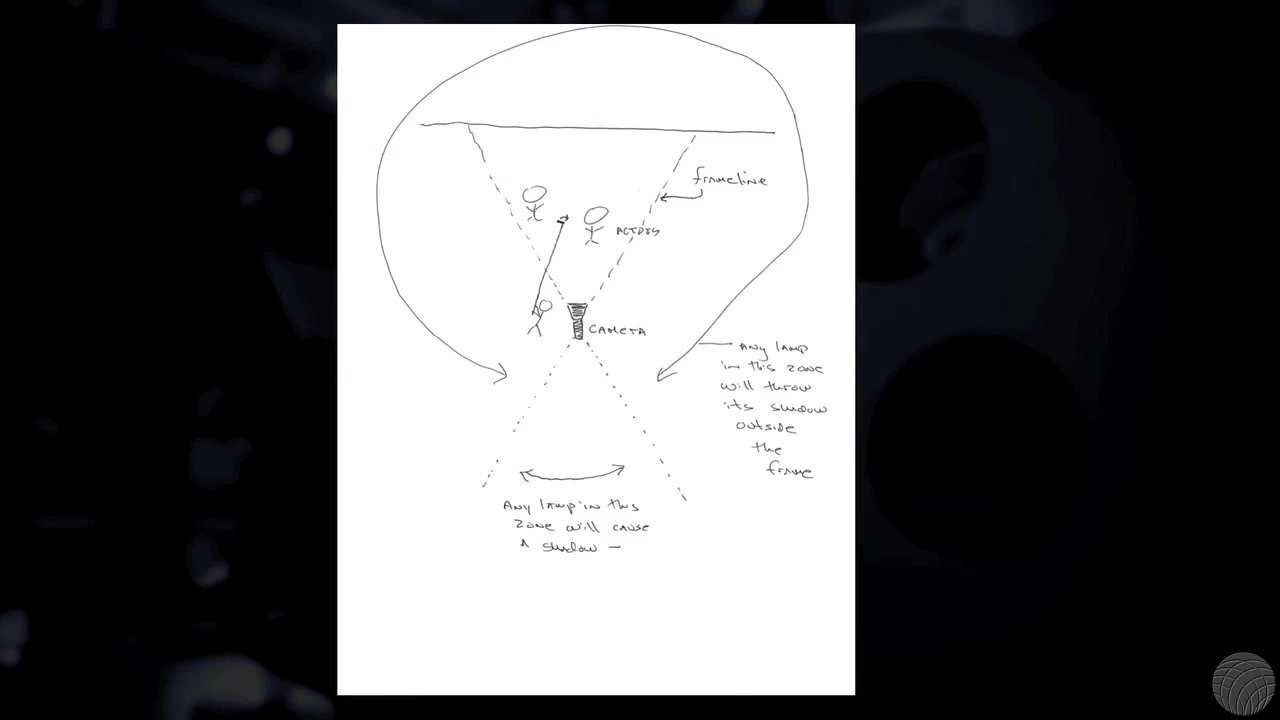 frameline
ACTORS
CAMERA
Any lamp
in this zone
will throw
its shadow
outside
the
frame
Any lamp in this
zone will cause
A shadow –